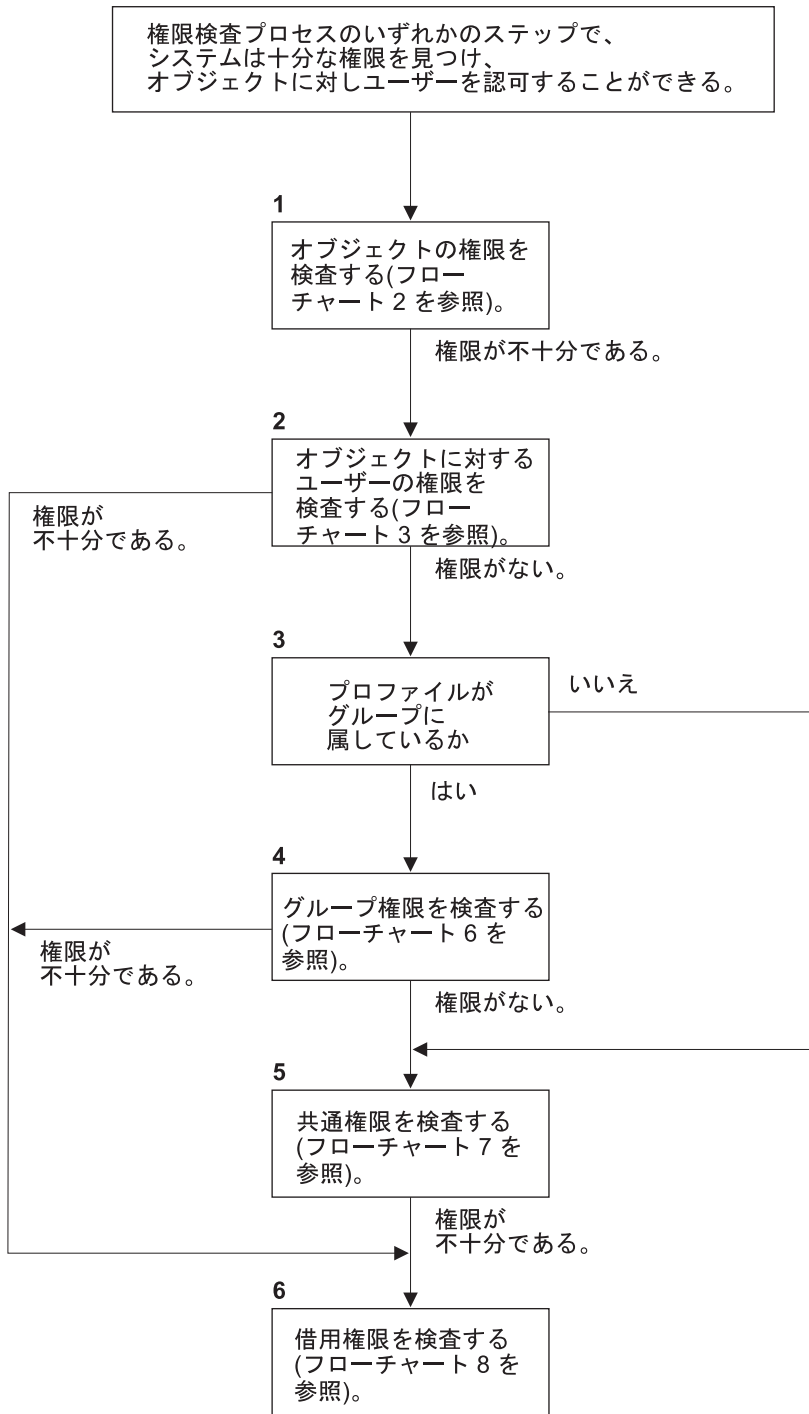 権限検査プロセスのいずれかのステップで、
システムは十分な権限を見つけ、
オブジェクトに対しユーザーを認可することができる。
1
オブジェクトの権限を
検査する(フロー
チャート 2 を参照)。
権限が不十分である。
2
オブジェクトに対する
ユーザーの権限を
検査する(フロー
チャート 3 を参照)。
権限が
不十分である。
権限がない。
3
プロファイルが
グループに
属しているか
いいえ
はい
4
グループ権限を検査する
(フローチャート 6 を
参照)。
権限が
不十分である。
権限がない。
5
共通権限を検査する
(フローチャート 7 を
参照)。
権限が
不十分である。
6
借用権限を検査する
(フローチャート 8 を
参照)。